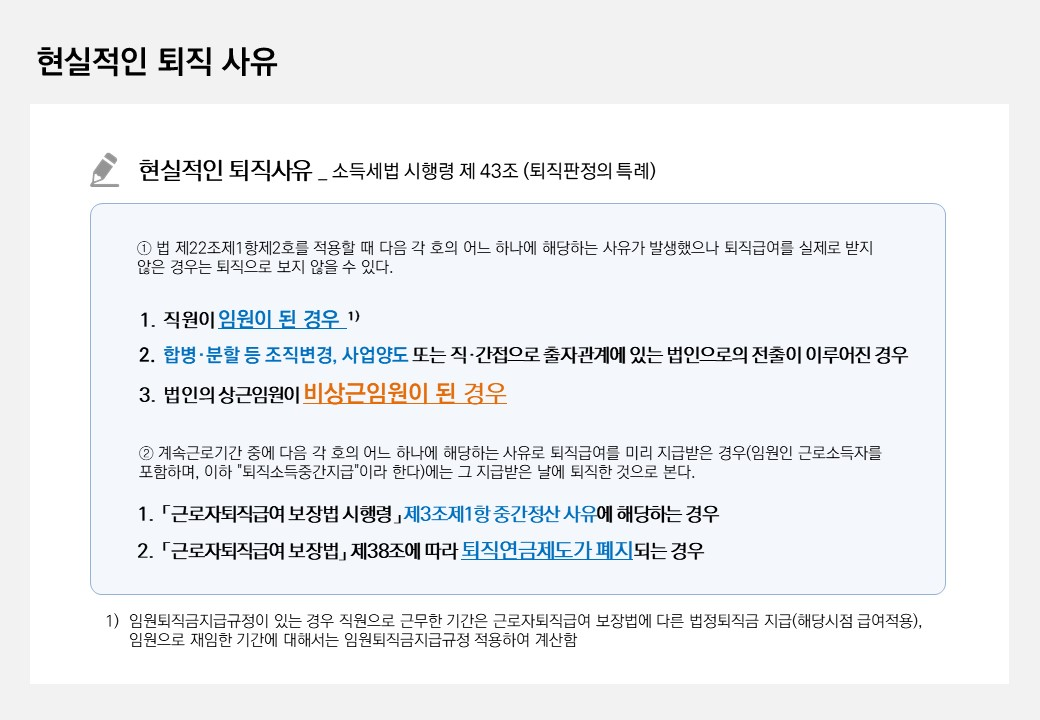 현실적인 퇴직 사유
현실적인 퇴직사유 _ 소득세법 시행령 제 43조 (퇴직판정의 특례)
① 법 제22조제1항제2호를 적용할 때 다음 각 호의 어느 하나에 해당하는 사유가 발생했으나 퇴직급여를 실제로 받지
않은 경우는 퇴직으로 보지 않을 수 있다.
1. 직원이 임원이 된 경우 1)
2. 합병·분할 등 조직변경, 사업양도 또는 직·간접으로 출자관계에 있는 법인으로의 전출이 이루어진 경우
3. 법인의 상근임원이 비상근임원이 된 경우
② 계속근로기간 중에 다음 각 호의 어느 하나에 해당하는 사유로 퇴직급여를 미리 지급받은 경우(임원인 근로소득자를
포함하며, 이하 "퇴직소득중간지급"이라 한다)에는 그 지급받은 날에 퇴직한 것으로 본다.
1. ｢근로자퇴직급여 보장법 시행령｣ 제3조제1항 중간정산 사유에 해당하는 경우
2. ｢근로자퇴직급여 보장법｣ 제38조에 따라 퇴직연금제도가 폐지되는 경우
1) 임원퇴직금지급규정이 있는 경우 직원으로 근무한 기간은 근로자퇴직급여 보장법에 다른 법정퇴직금 지급(해당시점 급여적용),
임원으로 재임한 기간에 대해서는 임원퇴직금지급규정 적용하여 계산함